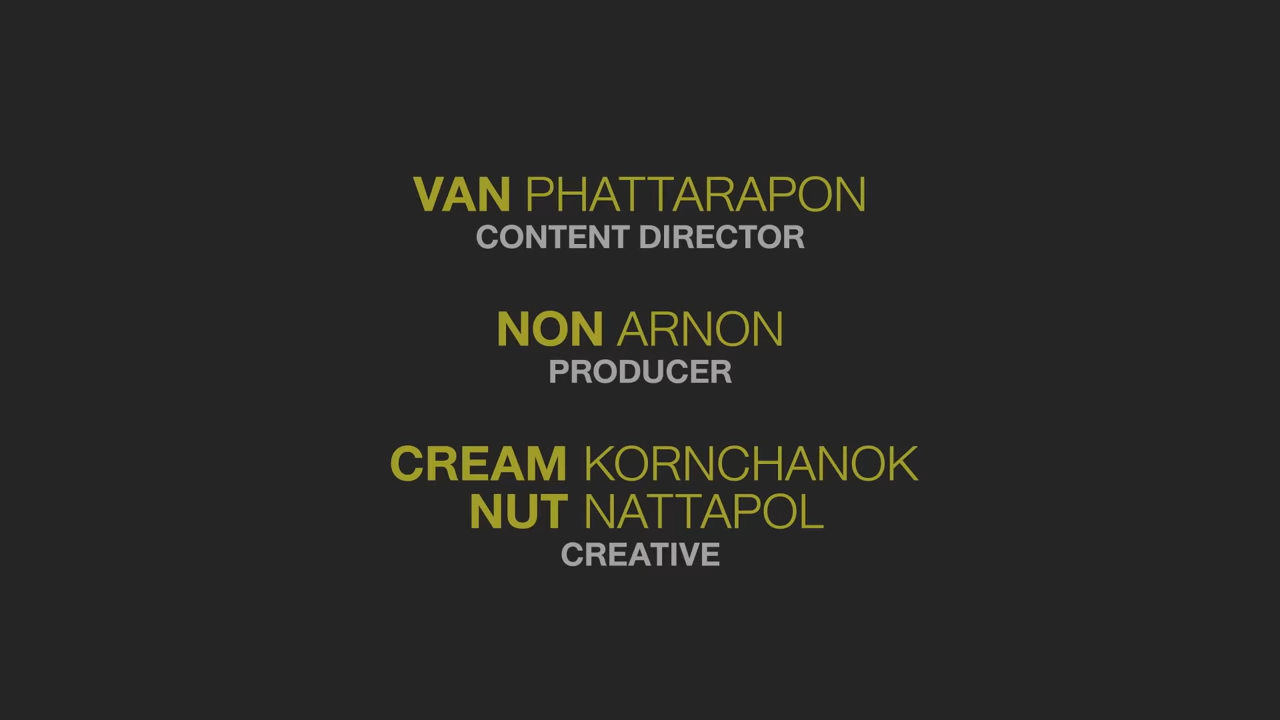 VAN PHATTARAPON
CONTENT DIRECTOR
NON ARNON
PRODUCER
CREAM KORNCHANOK
NUT NATTAPOL
CREATIVE